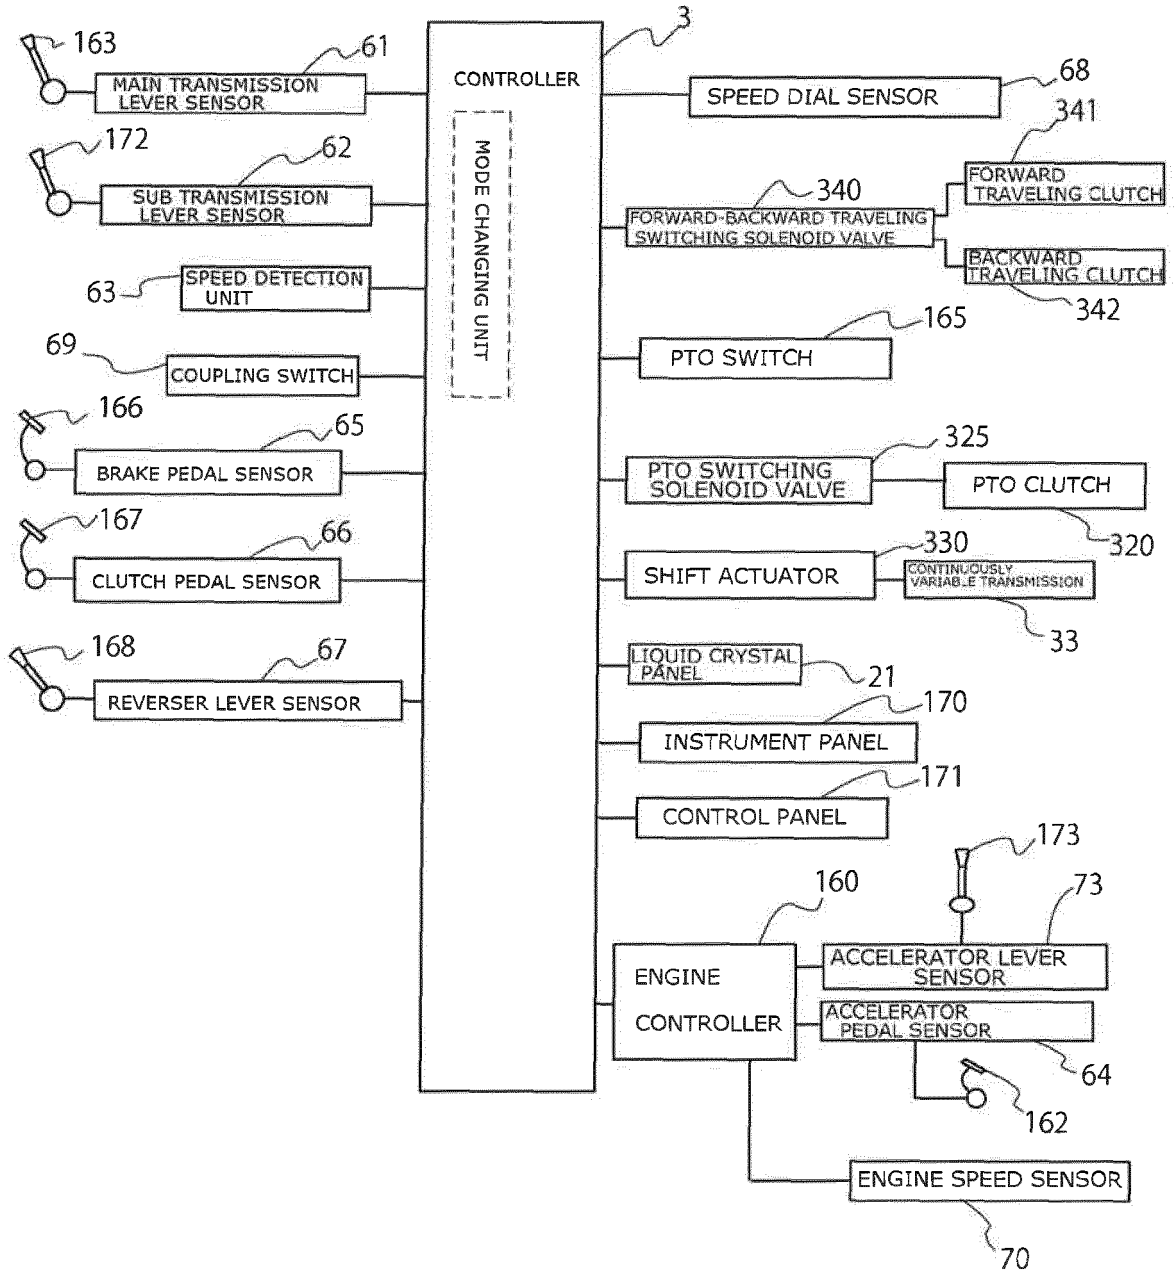 163
61
MAIN TRANSMISSION
LEVER SENSOR
172
62
SUB TRANSMISSION
LEVER SENSOR
63
SPEED DETECTION
UNIT
69
COUPLING SWITCH
166
65
BRAKE PEDAL SENSOR
167
66
CLUTCH PEDAL SENSOR
168
67
REVERSER LEVER SENSOR
3
CONTROLLER
MODE CHANGING UNIT
68
SPEED DIAL SENSOR
341
FORWARD
TRAVELING CLUTCH
340
FORWARD-BACKWARD TRAVELING
SWITCHING SOLENOID VALVE
BACKWARD
TRAVELING CLUTCH
342
165
PTO SWITCH
325
PTO SWITCHING
SOLENOID VALVE
PTO CLUTCH
320
330
SHIFT ACTUATOR
CONTINUOUSLY
VARIABLE TRANSMISSION
33
LIQUID CRYSTAL
PANEL
21
170
INSTRUMENT PANEL
171
CONTROL PANEL
173
160
73
ENGINE
CONTROLLER
ACCELERATOR LEVER
SENSOR
ACCELERATOR
PEDAL SENSOR
64
162
ENGINE SPEED SENSOR
70